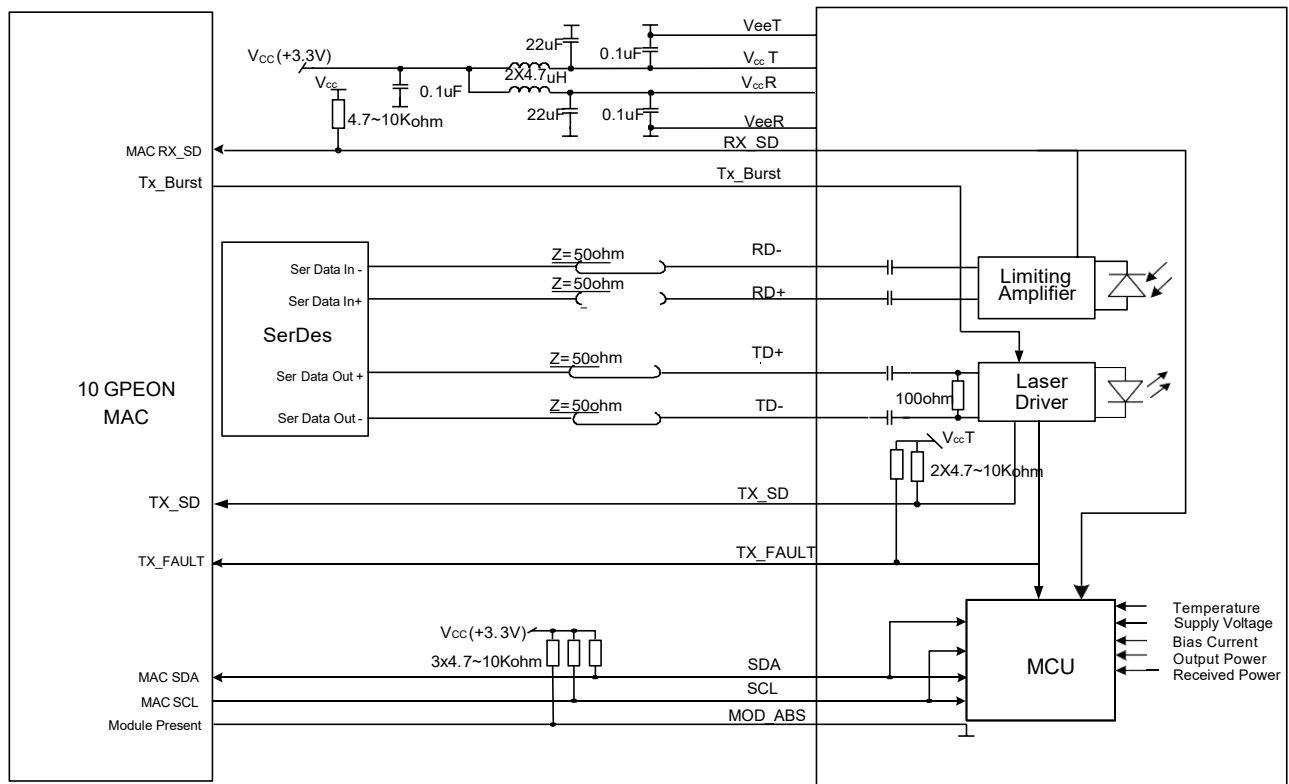 VeeT
22uF
0.1uF
Vcc(+3.3V)
VccT
2X4.7uH
Vcc
0.1uF
VccR
4.7~10Kohm
22uF
0.1uF
VeeR
MAC RX_SD
RX_SD
Tx_Burst
Tx_Burst
Z=50ohm
RD-
Ser Data In -
Z=50ohm
RD+
Ser Data In+
Limiting
Amplifier
SerDes
Z=50ohm
TD+
Ser Data Out +
10 GPEON
MAC
Z=50ohm
TD-
Ser Data Out -
100ohm
Laser
Driver
VccT
2X4.7~10Kohm
TX_SD
TX_SD
TX_FAULT
TX_FAULT
Vcc(+3.3V)
3x4.7~10Kohm
MAC SDA
SDA
MAC SCL
SCL
Module Present
MOD_ABS
MCU
Temperature
Supply Voltage
Bias Current
Output Power
Received Power